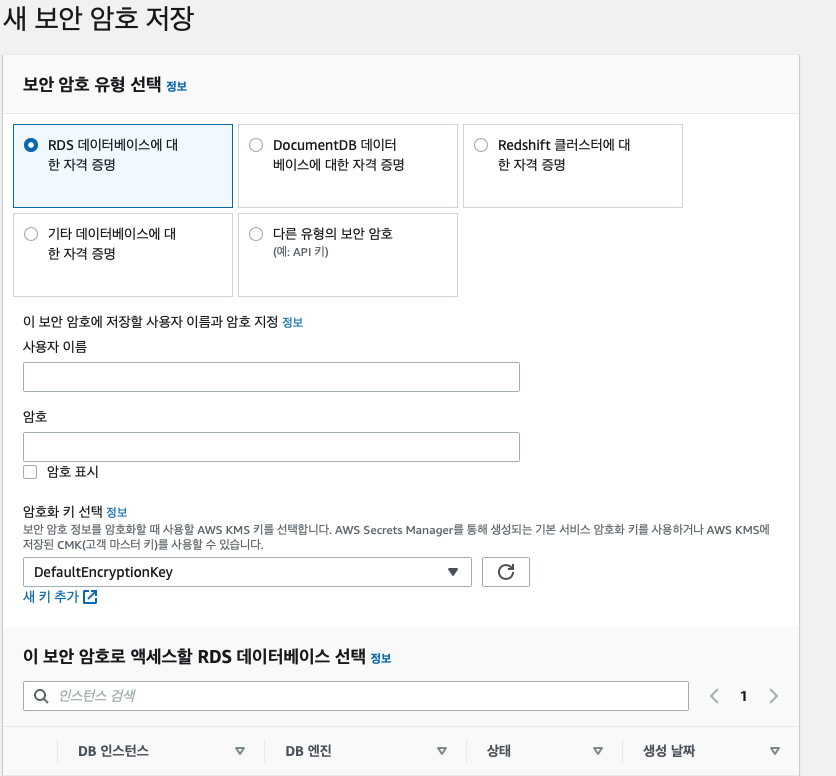 새 보안 암호 저장
보안 암호 유형 선택 정보
RDS 데이터베이스에 대
한 자격 증명
DocumentDB 데이터
베이스에 대한 자격 증명
Redshift 클러스터에 대
한 자격 증명
기타 데이터베이스에 대
한 자격 증명
다른 유형의 보안 암호
(예: API 키)
이 보안 암호에 저장할 사용자 이름과 암호 지정 정보
사용자 이름
암호
암호 표시
암호화 키 선택 정보
보안 암호 정보를 암호화할 때 사용할 AWS KMS 키를 선택합니다. AWS Secrets Manager를 통해 생성되는 기본 서비스 암호화 키를 사용하거나 AWS KMS에
저장된 CMK(고객 마스터 키)를 사용할 수 있습니다.
DefaultEncryptionKey
새 키 추가
이 보안 암호로 액세스할 RDS 데이터베이스 선택 정보
인스턴스 검색
1
DB 인스턴스
DB 엔진
상태
생성 날짜